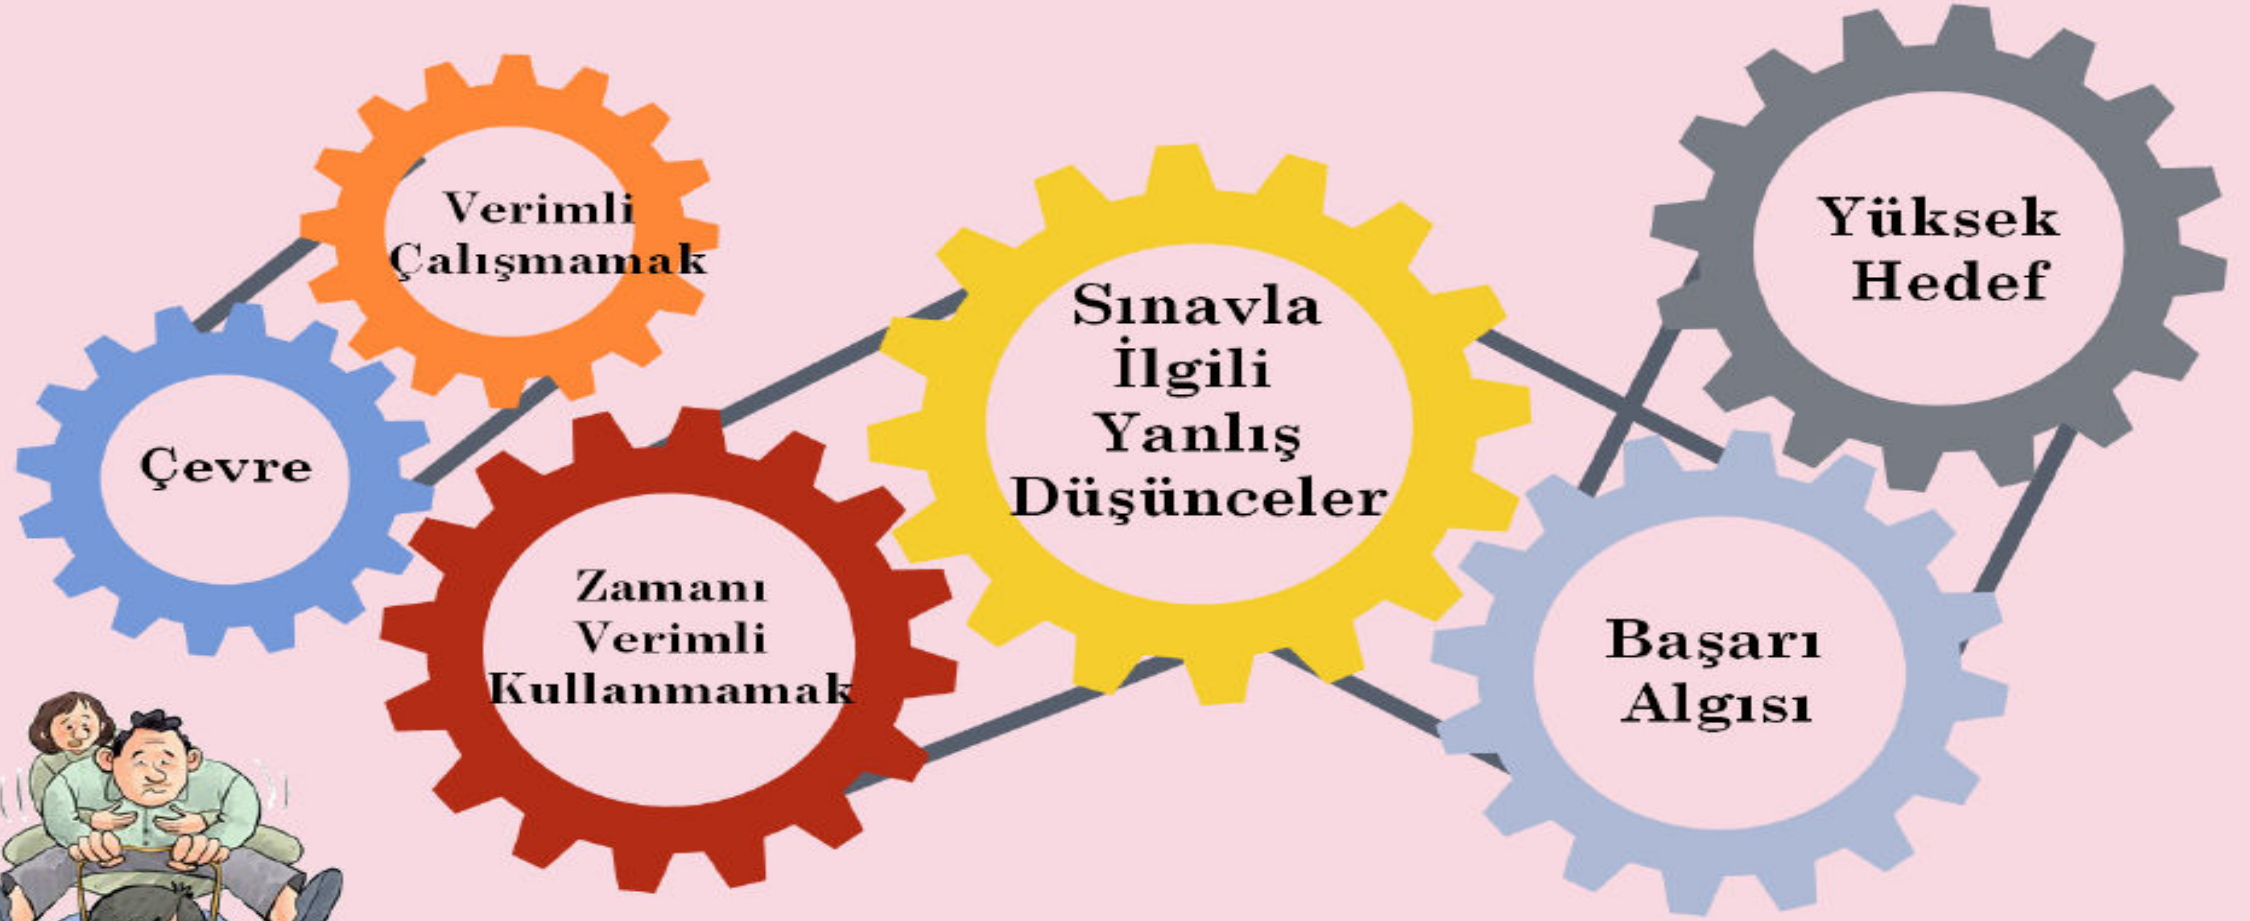 Verimli
Çalışmamak
Çevre
Zamanı
Verimli
Kullanmamak
Sınavla
İlgili
Yanlış
Düşünceler
Yüksek
Hedef
Başarı
Algısı